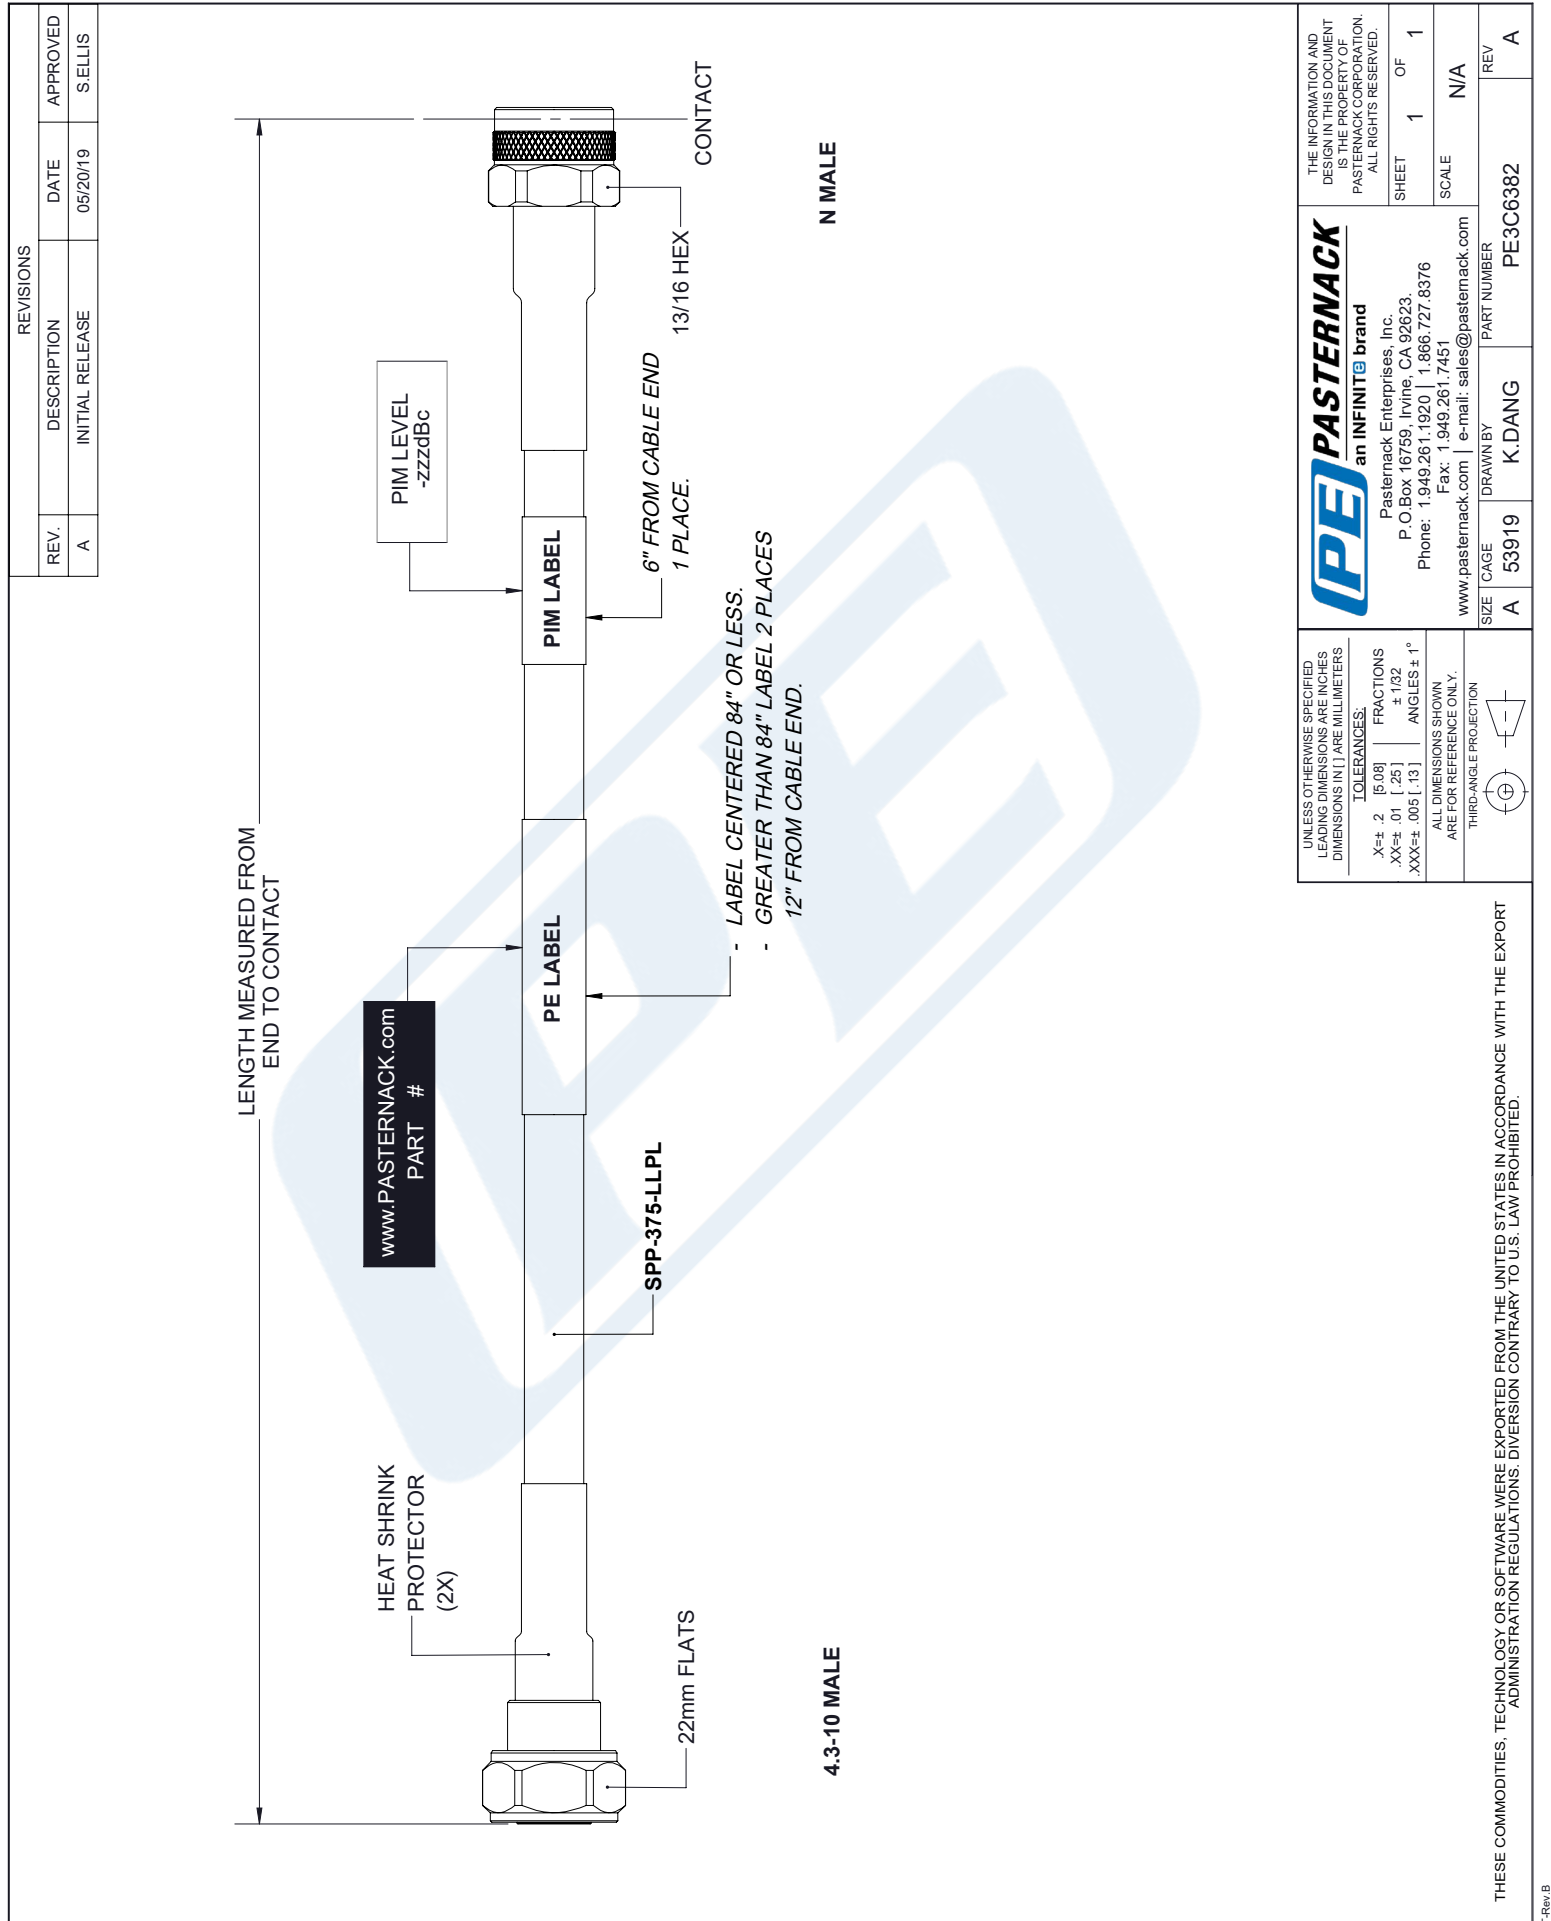 REVISIONS
REV.
DESCRIPTION
DATE
APPROVED
A
INITIAL RELEASE
05/20/19
S.ELLIS
LENGTH MEASURED FROM
END TO CONTACT
HEAT SHRINK
PROTECTOR
(2X)
www.PASTERNACK.com
PART #
PIM LEVEL
-zzzdBc
PE LABEL
PIM LABEL
22mm FLATS
SPP-375-LLPL
- LABEL CENTERED 84" OR LESS.
- GREATER THAN 84" LABEL 2 PLACES
12" FROM CABLE END.
6" FROM CABLE END
1 PLACE.
13/16 HEX
CONTACT
4.3-10 MALE
N MALE
THESE COMMODITIES, TECHNOLOGY OR SOFTWARE WERE EXPORTED FROM THE UNITED STATES IN ACCORDANCE WITH THE EXPORT
ADMINISTRATION REGULATIONS. DIVERSION CONTRARY TO U.S. LAW PROHIBITED.
UNLESS OTHERWISE SPECIFIED
LEADING DIMENSIONS ARE INCHES
DIMENSIONS IN [ ] ARE MILLIMETERS
TOLERANCES:
.X=± .2 [5.08]
.XX=± .01 [.25]
.XXX=± .005 [.13]
FRACTIONS
± 1/32
ANGLES ± 1°
ALL DIMENSIONS SHOWN
ARE FOR REFERENCE ONLY.
THIRD-ANGLE PROJECTION
PE PASTERNACK
an INFINITe brand
Pasternack Enterprises, Inc.
P.O.Box 16759, Irvine, CA 92623.
Phone: 1.949.261.1920 | 1.866.727.8376
Fax: 1.949.261.7451
www.pasternack.com | e-mail: sales@pasternack.com
THE INFORMATION AND
DESIGN IN THIS DOCUMENT
IS THE PROPERTY OF
PASTERNACK CORPORATION.
ALL RIGHTS RESERVED.
SHEET 1 OF 1
SCALE N/A
SIZE A
CAGE 53919
DRAWN BY K.DANG
PART NUMBER PE3C6382
REV A
PE